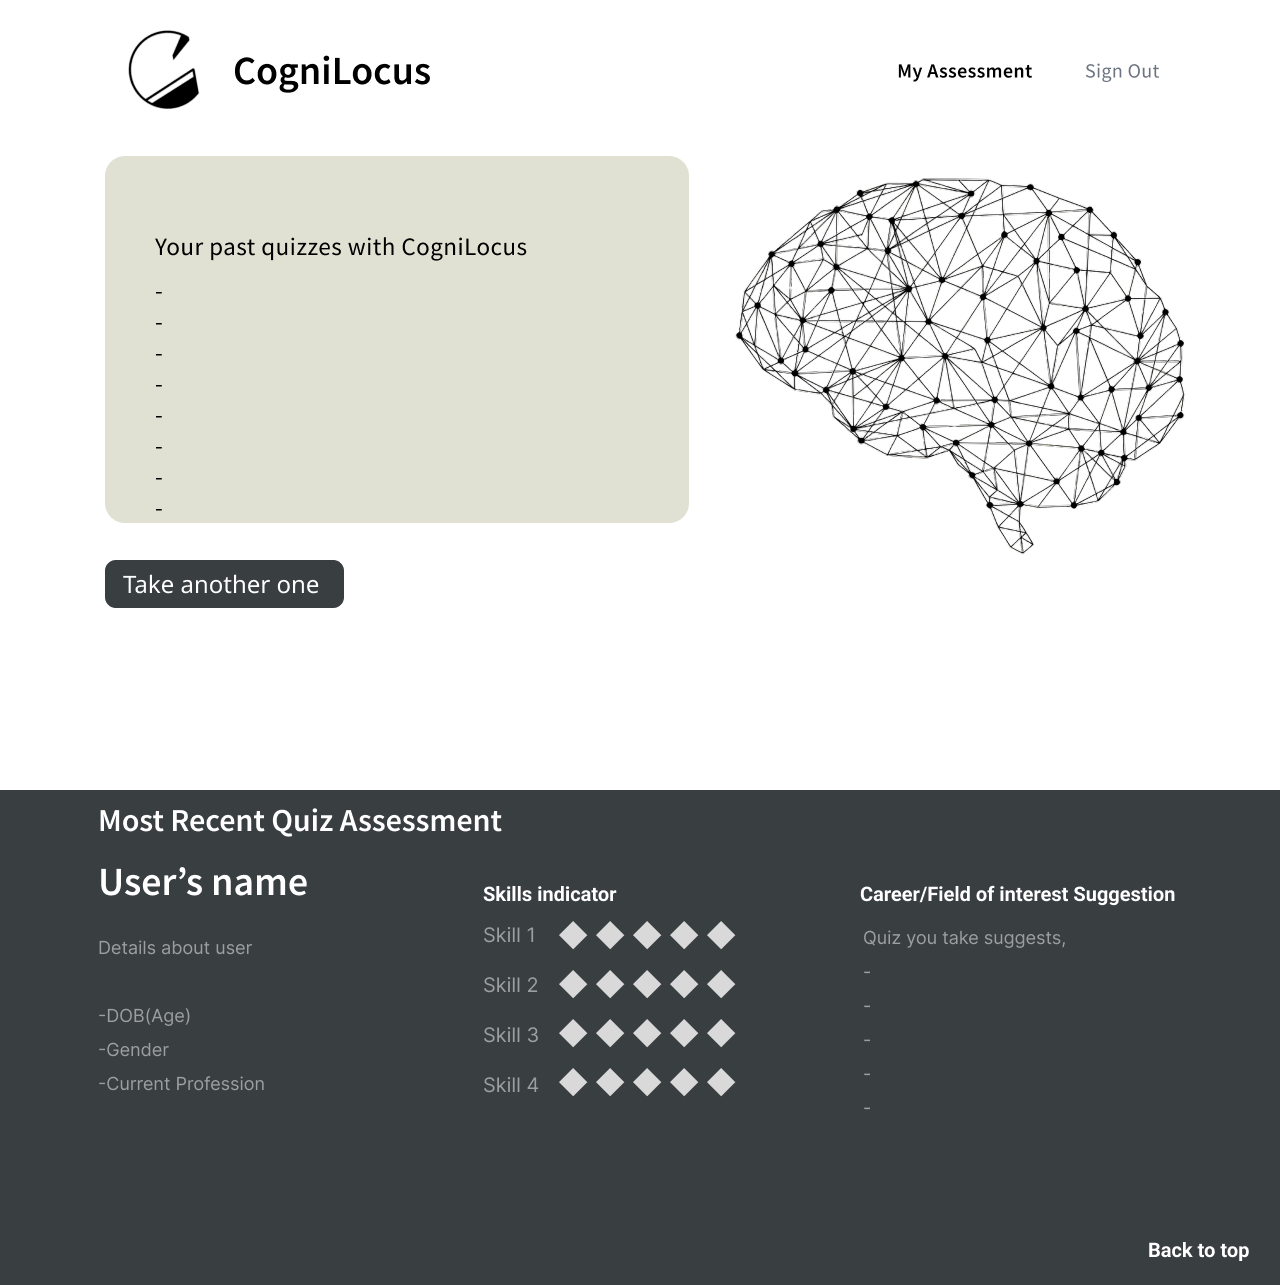 CogniLocus
My Assessment
Sign Out
Your past quizzes with CogniLocus
-
-
-
-
-
-
-
-
Take another one
Most Recent Quiz Assessment
User’s name
Details about user
-DOB(Age)
-Gender
-Current Profession
Skills indicator
Skill 1
Skill 2
Skill 3
Skill 4
Career/Field of interest Suggestion
Quiz you take suggests,
-
-
-
-
-
Back to top